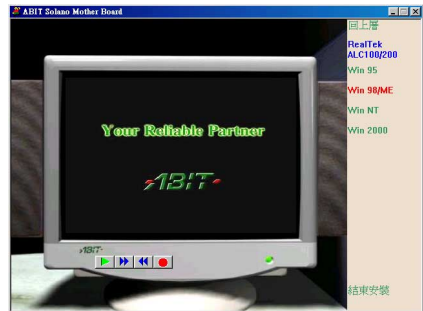 ABIT Solano Mother Board
回上層
RealTek
ALC100/200
Win 95
Win 98/ME
Win NT
Win 2000
Your Reliable Partner
ABIT
ABIT
結束安裝